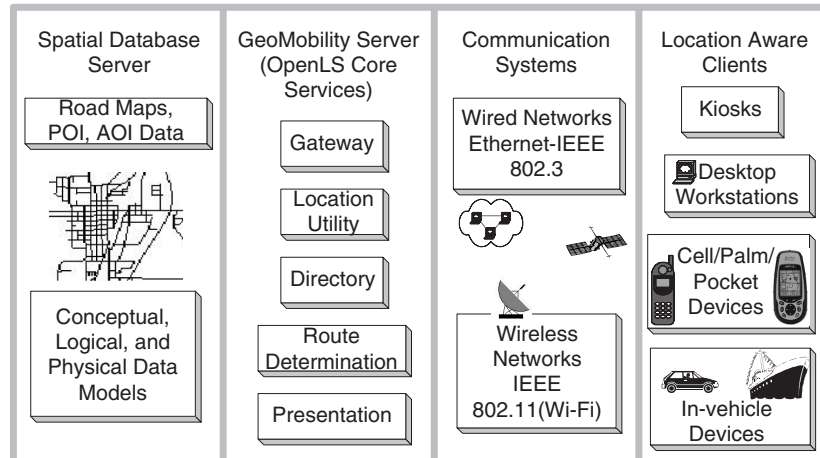 Spatial Database
Server
Road Maps,
POI, AOI Data
Conceptual,
Logical, and
Physical Data
Models
GeoMobility Server
(OpenLS Core
Services)
Gateway
Location
Utility
Directory
Route
Determination
Presentation
Communication
Systems
Wired Networks
Ethernet-IEEE
802.3
Wireless
Networks
IEEE
802.11(Wi-Fi)
Location Aware
Clients
Kiosks
Desktop
Workstations
Cell/Palm/
Pocket
Devices
In-vehicle
Devices